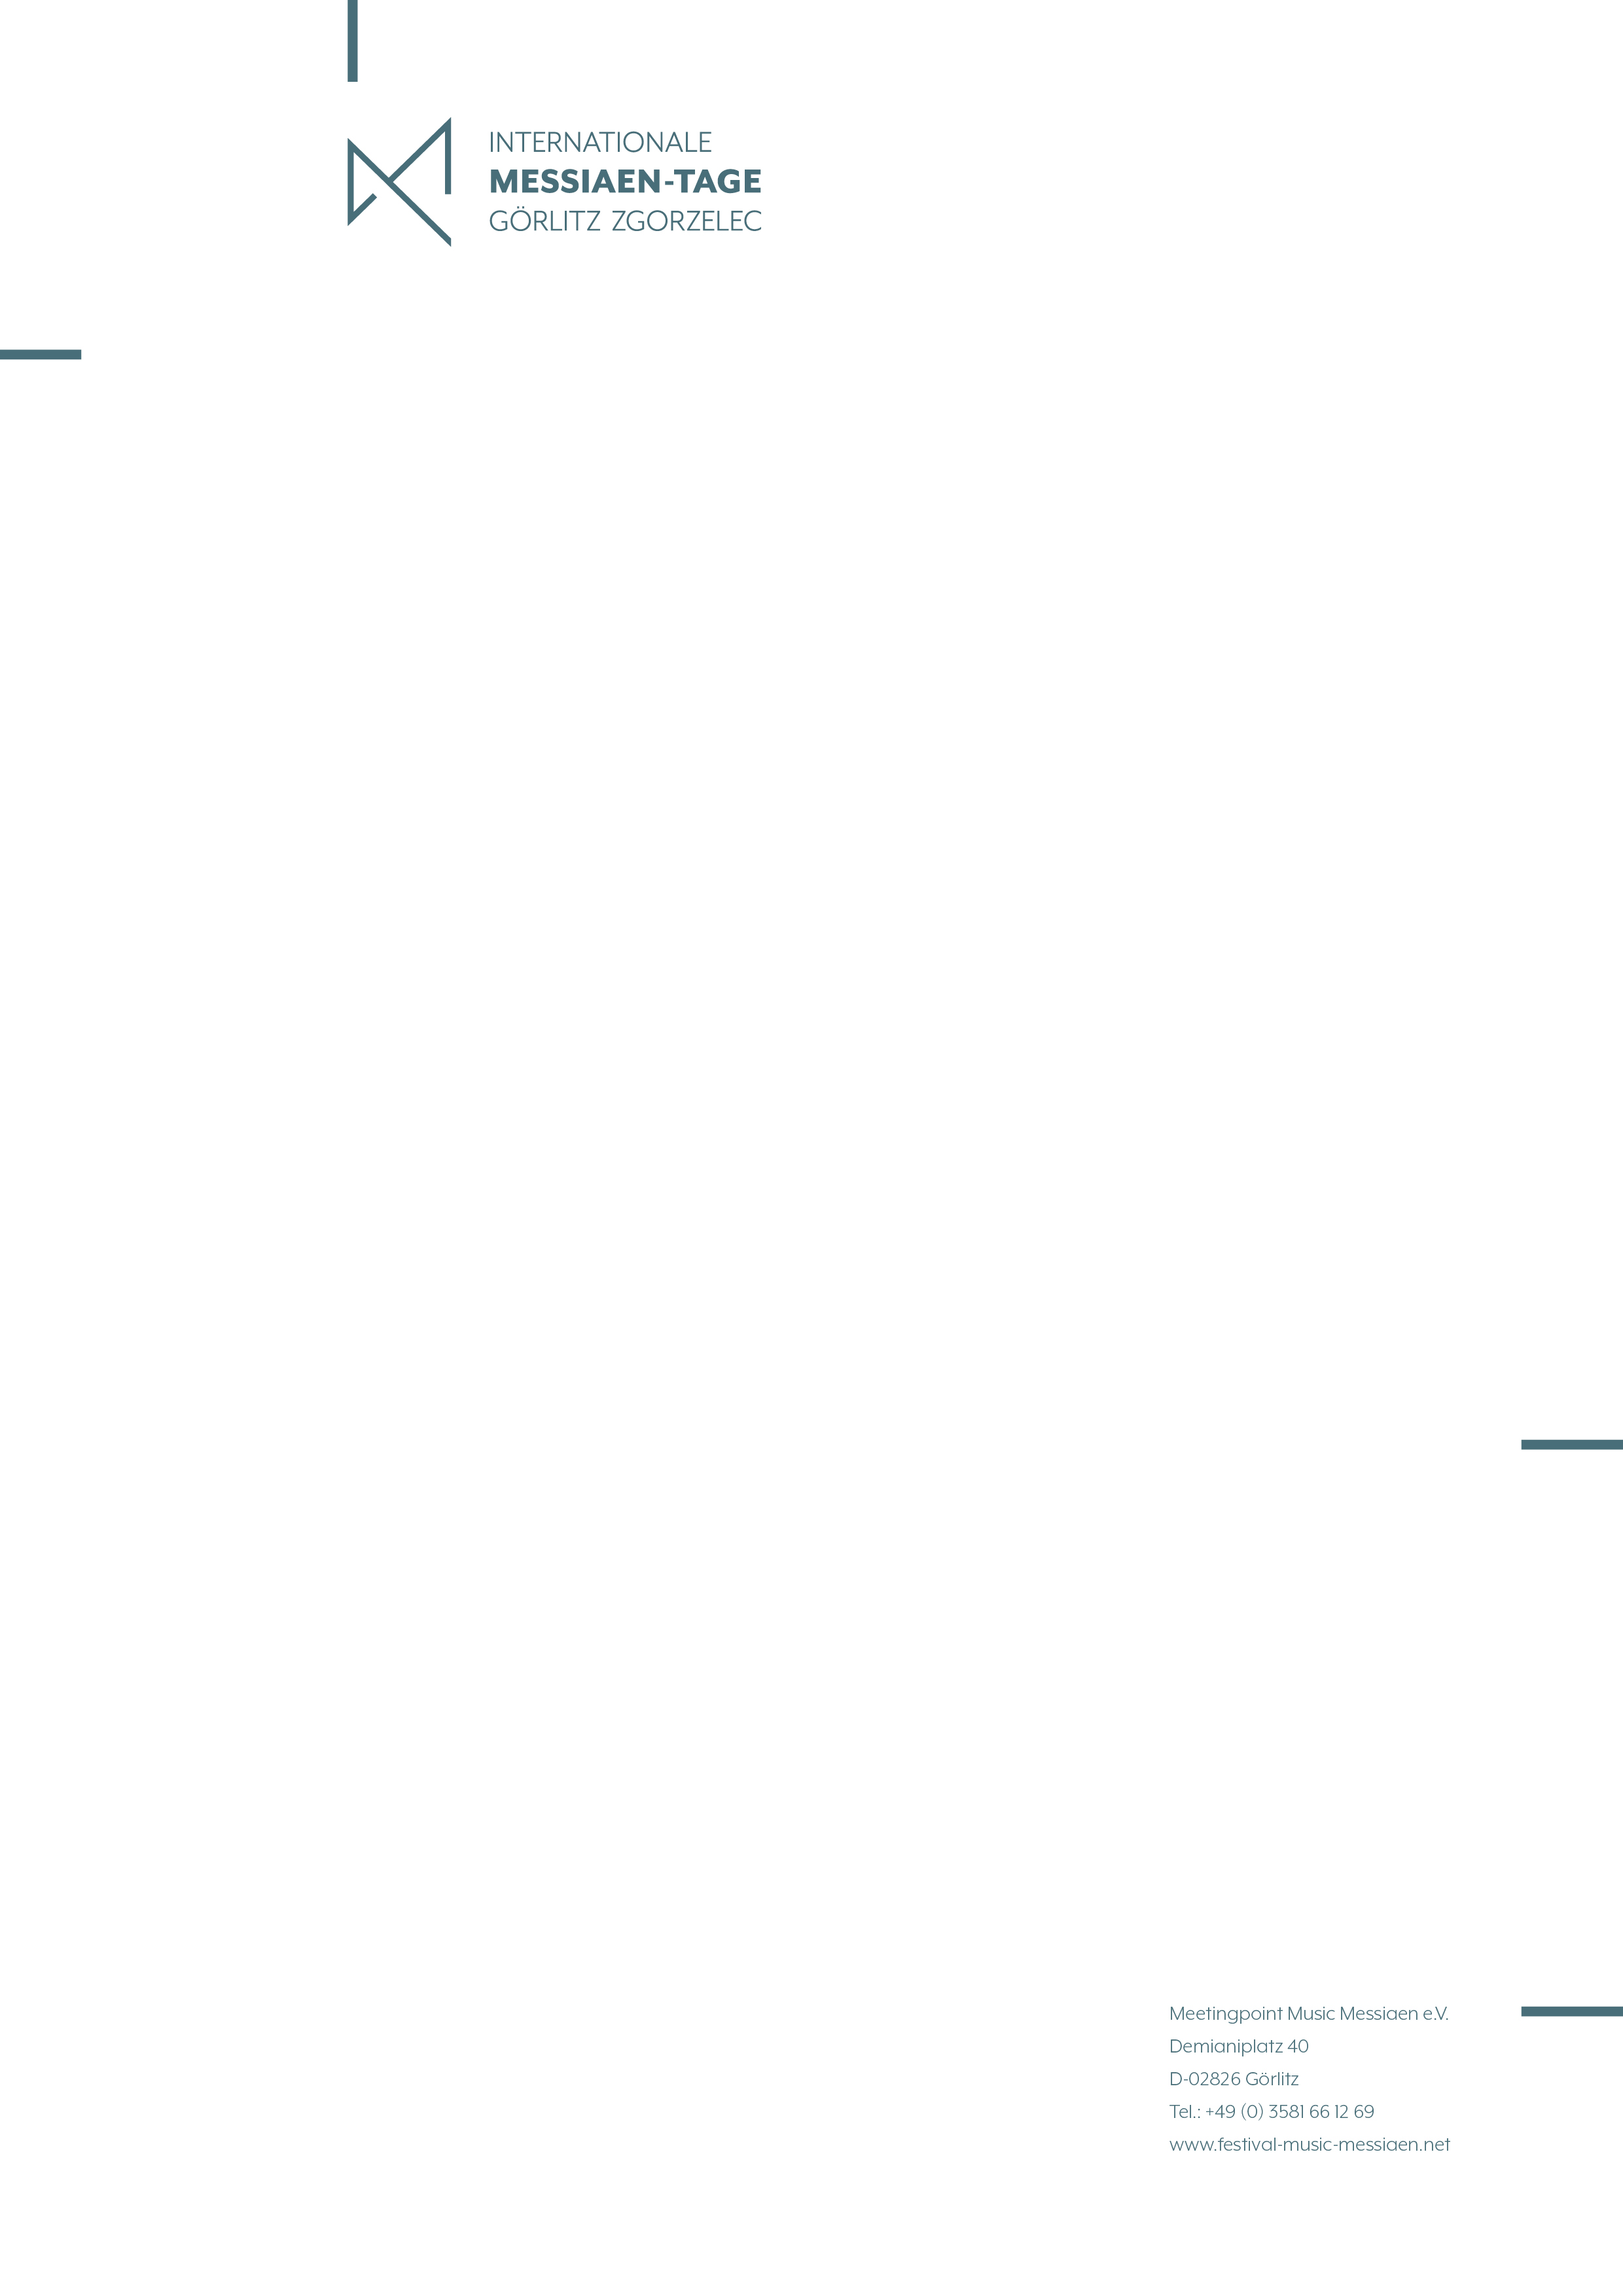 INTERNATIONALE
MESSIAEN-TAGE
GÖRLITZ ZGORZELEC
Meetingpoint Music Messiaen e.V.
Demianiplatz 40
D-02826 Görlitz
Tel.: +49 (0) 3581 66 12 69
www.festival-music-messiaen.net